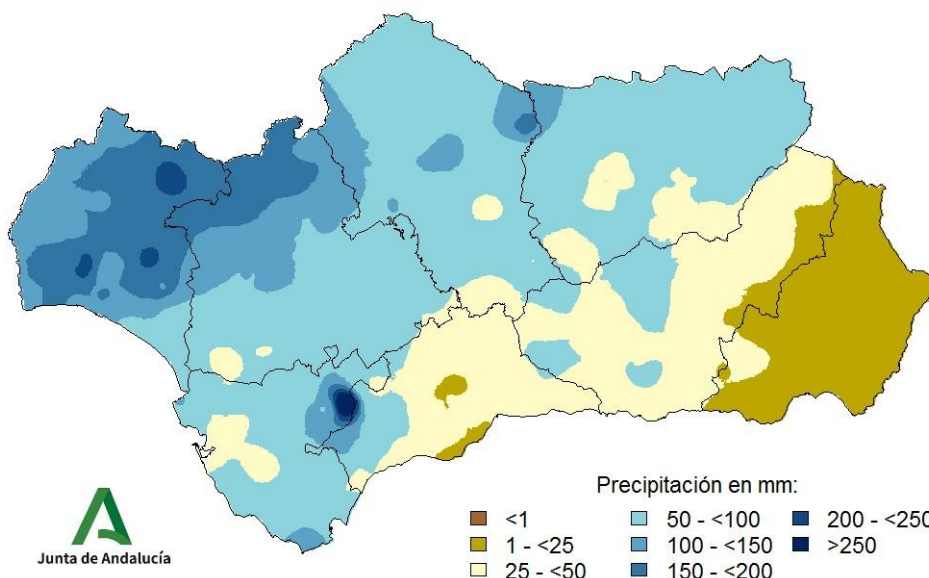 Precipitación en mm:
<1
50 - <100
200 - <250
1 - <25
100 - <150
>250
25 - <50
150 - <200
Junta de Andalucía